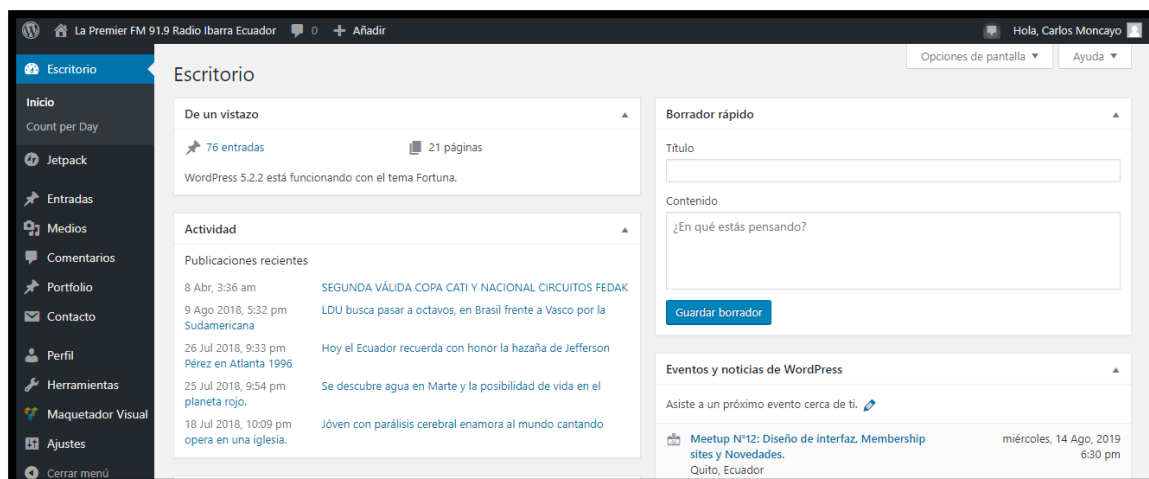 La Premier FM 91.9 Radio Ibarra Ecuador 0 Añadir Hola, Carlos Moncayo
Opciones de pantalla Ayuda
Escritorio
Inicio
Count per Day
Jetpack
Entradas
Medios
Comentarios
Portfolio
Contacto
Perfil
Herramientas
Maquetador Visual
Ajustes
Cerrar menú
Escritorio
De un vistazo
76 entradas 21 páginas
WordPress 5.2.2 está funcionando con el tema Fortuna.
Actividad
Publicaciones recientes
8 Abr, 3:36 am SEGUNDA VÁLIDA COPA CATI Y NACIONAL CIRCUITOS FEDAK
9 Ago 2018, 5:32 pm LDU busca pasar a octavos, en Brasil frente a Vasco por la
Sudamericana
26 Jul 2018, 9:33 pm Hoy el Ecuador recuerda con honor la hazaña de Jefferson
Pérez en Atlanta 1996
25 Jul 2018, 9:54 pm Se descubre agua en Marte y la posibilidad de vida en el
planeta rojo.
18 Jul 2018, 10:09 pm Jóven con parálisis cerebral enamora al mundo cantando
opera en una iglesia.
Borrador rápido
Título
Contenido
¿En qué estás pensando?
Guardar borrador
Eventos y noticias de WordPress
Asiste a un próximo evento cerca de ti.
Meetup N°12: Diseño de interfaz, Membership miércoles, 14 Ago, 2019
sites y Novedades. 6:30 pm
Quito, Ecuador